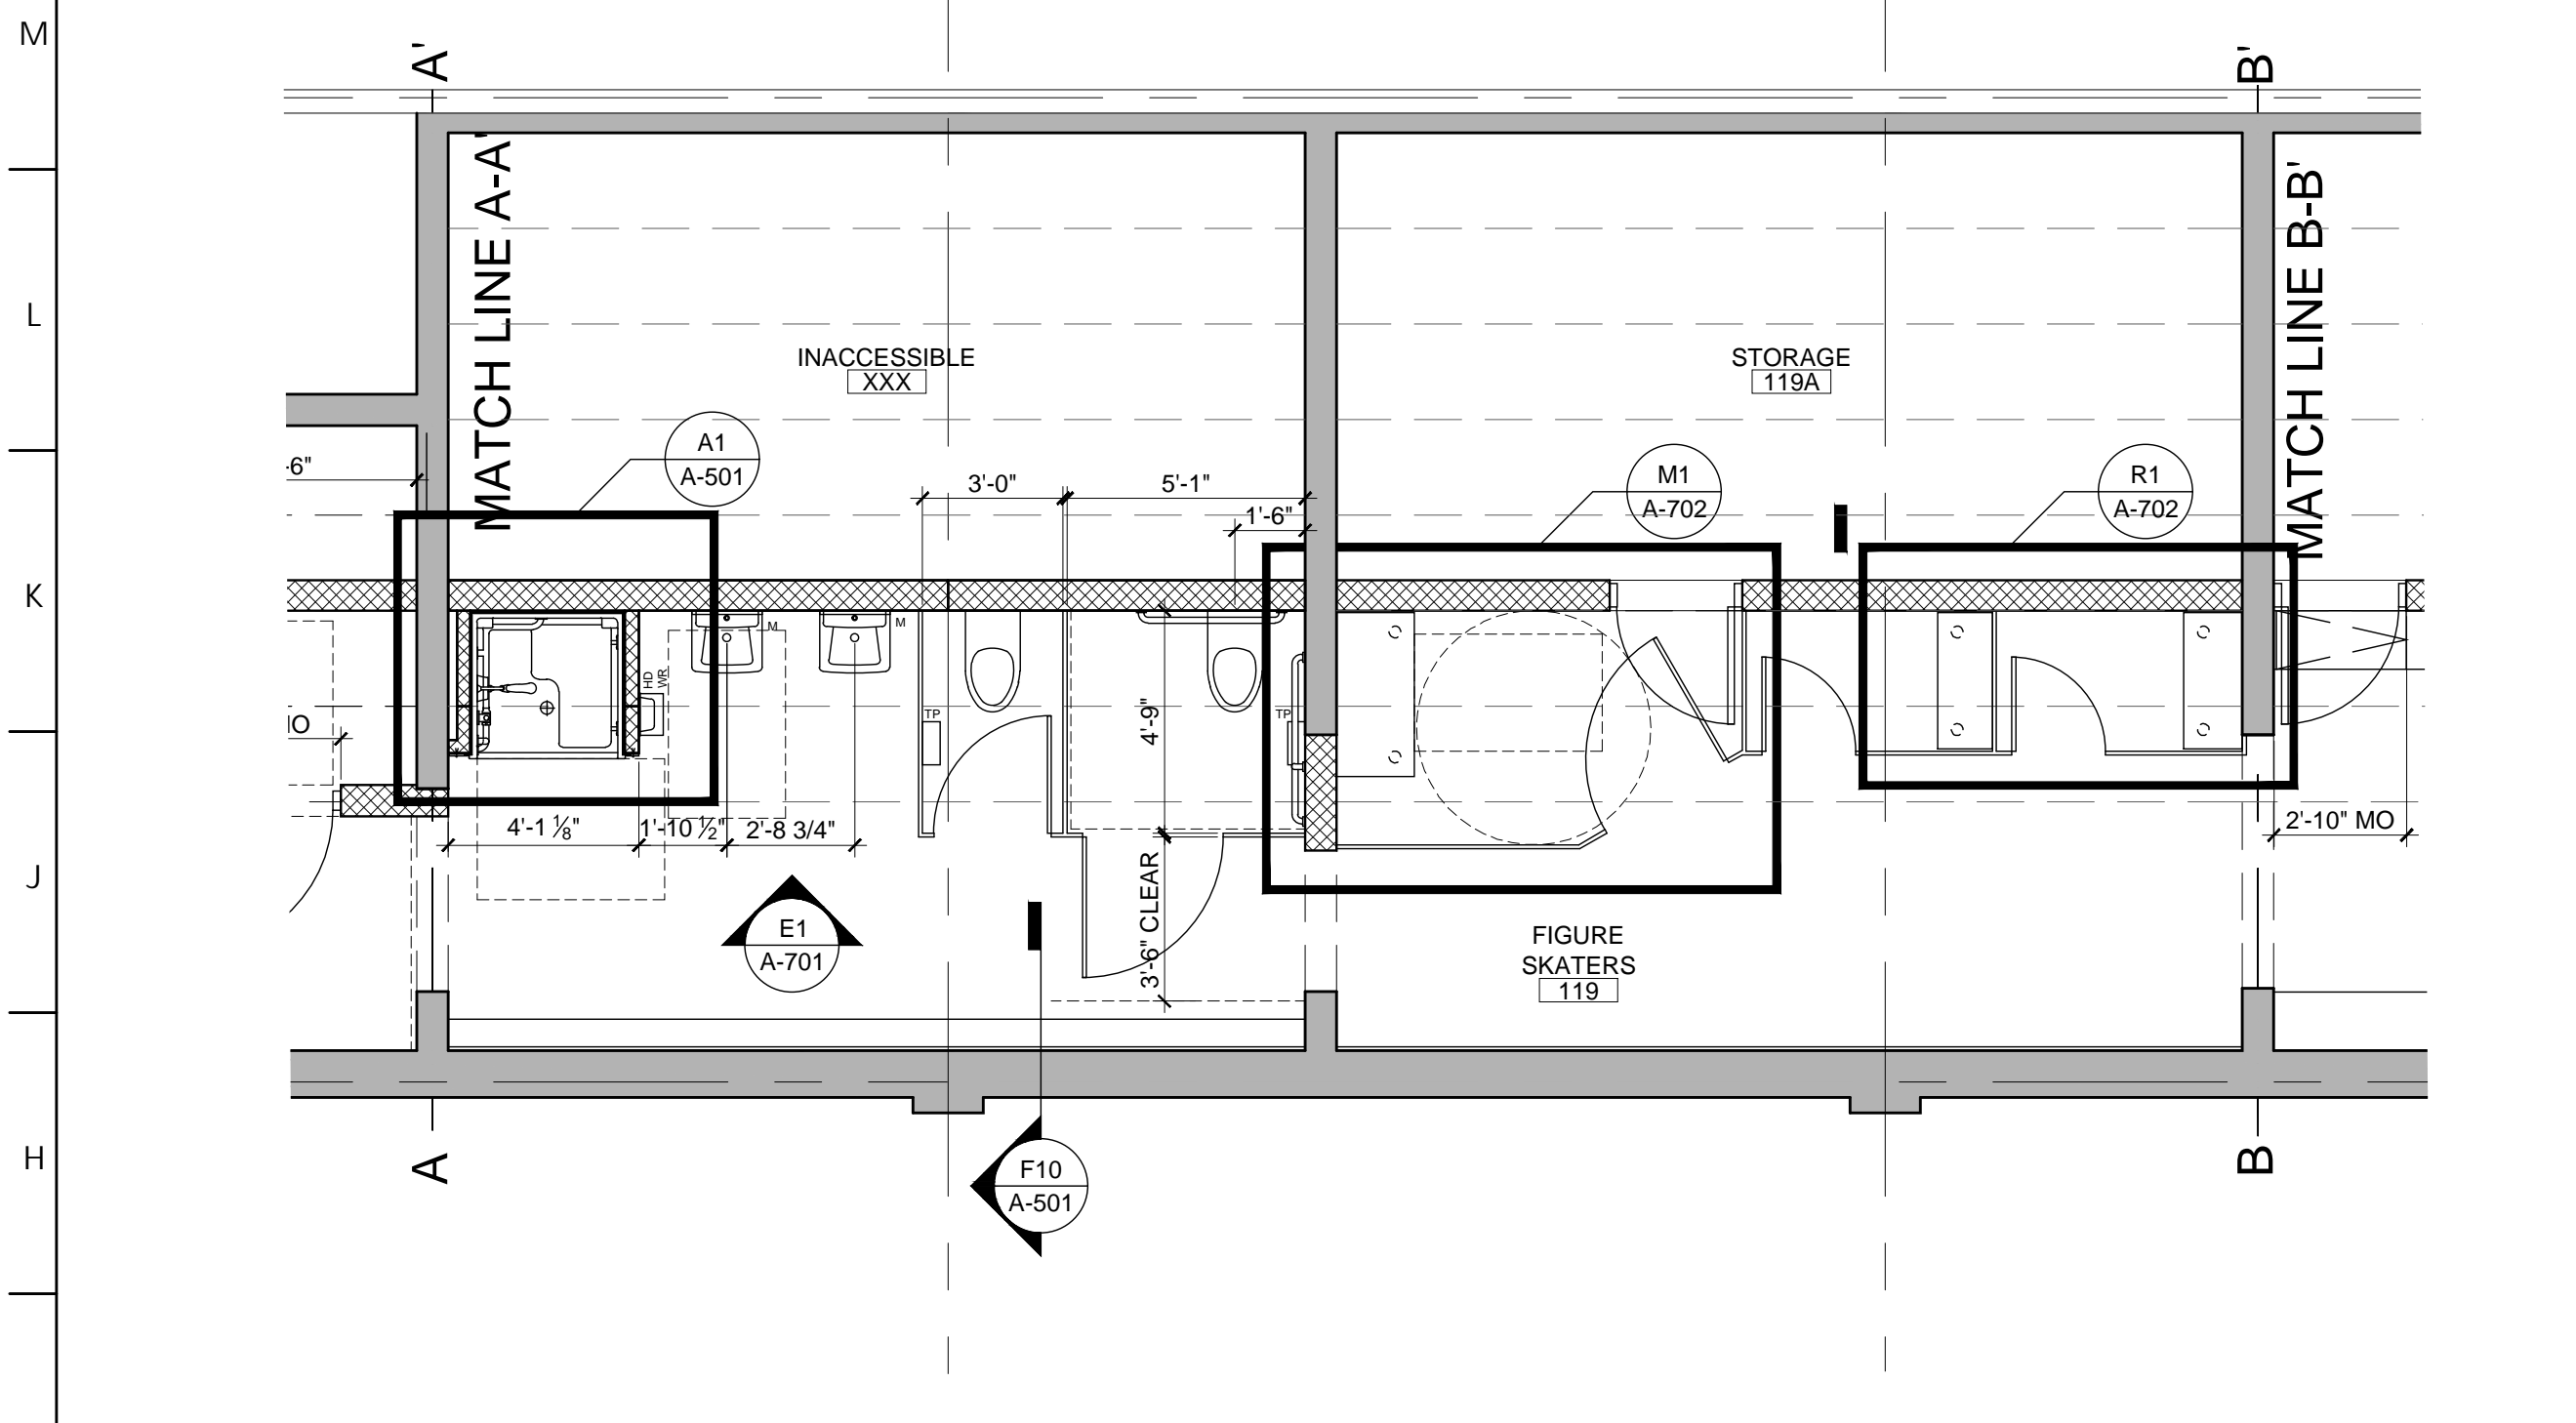 M
A'
B'
MATCH LINE A-A'
MATCH LINE B-B'
L
INACCESSIBLE
XXX
STORAGE
119A
A1
A-501
-6"
3'-0"
5'-1"
1'-6"
M1
A-702
R1
A-702
K
M
M
HD
WR
TP
TP
4'-9"
IO
4'-1 ⅛"
1'-10 ½"
2'-8 3/4"
2'-10" MO
J
3'-6" CLEAR
E1
A-701
FIGURE
SKATERS
119
H
A
B
F10
A-501